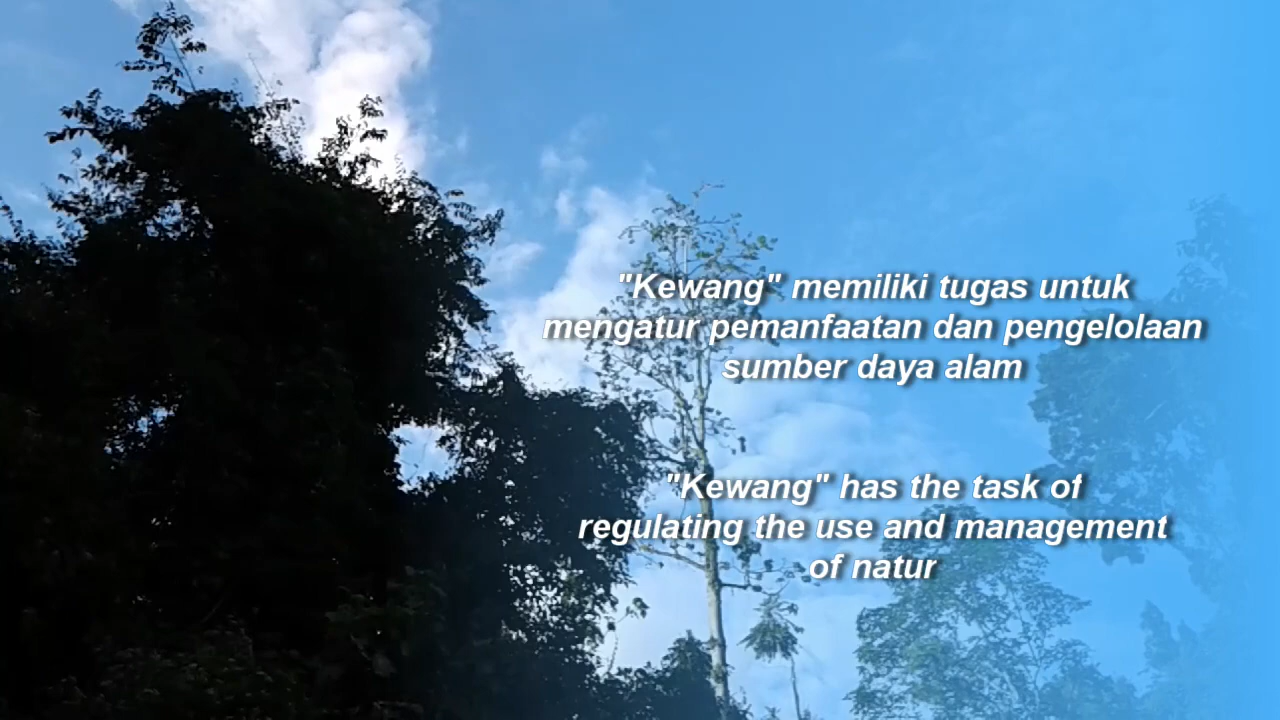 "Kewang" memiliki tugas untuk
mengatur pemanfaatan dan pengelolaan
sumber daya alam
"Kewang" has the task of
regulating the use and management
of natur